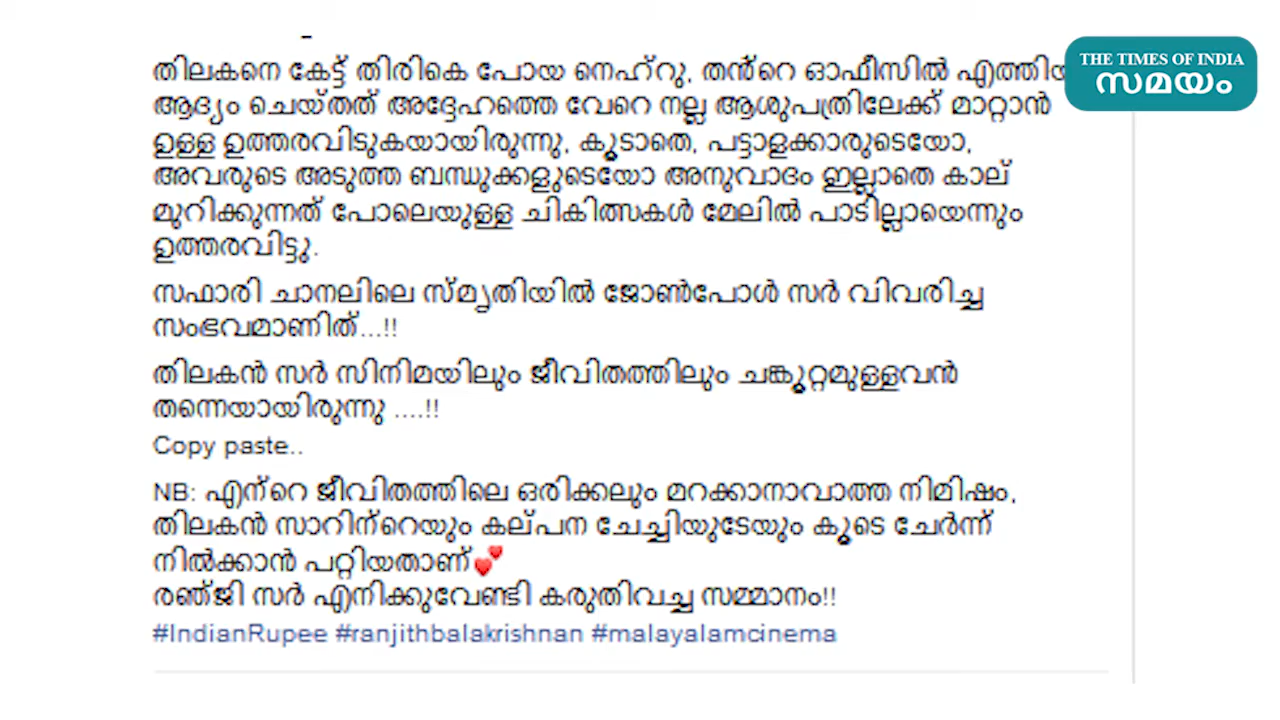 തിലകനെ കേട്ട് തിരികെ പോയ നെഹ്റു, തൻ്റെ ഓഫീസിൽ എത്തിയ
ആദ്യം ചെയ്തത് അദ്ദേഹത്തെ വേറെ നല്ല ആശുപത്രിലേക്ക് മാറ്റാൻ
ഉള്ള ഉത്തരവിടുകയായിരുന്നു, കൂടാതെ, പട്ടാളക്കാരുടെയോ,
അവരുടെ അടുത്ത ബന്ധുക്കളുടെയോ അനുവാദം ഇല്ലാതെ കാല്
മുറിക്കുന്നത് പോലെയുള്ള ചികിത്സകൾ മേലിൽ പാടില്ലായെന്നും
ഉത്തരവിട്ടു.
സഫാരി ചാനലിലെ സ്മൃതിയിൽ ജോൺപോൾ സർ വിവരിച്ച
സംഭവമാണിത്...!!
തിലകൻ സർ സിനിമയിലും ജീവിതത്തിലും ചങ്കൂറ്റമുള്ളവൻ
തന്നെയായിരുന്നു ....!!
Copy paste..
NB: എന്റെ ജീവിതത്തിലെ ഒരിക്കലും മറക്കാനാവാത്ത നിമിഷം,
തിലകൻ സാറിന്റെയും കല്പന ചേച്ചിയുടേയും കൂടെ ചേർന്ന്
നിൽക്കാൻ പറ്റിയതാണ്💕
രഞ്ജി സർ എനിക്കുവേണ്ടി കരുതിവച്ച സമ്മാനം!!
#IndianRupee #ranjithbalakrishnan #malayalamcinema
THE TIMES OF INDIA
സമയം